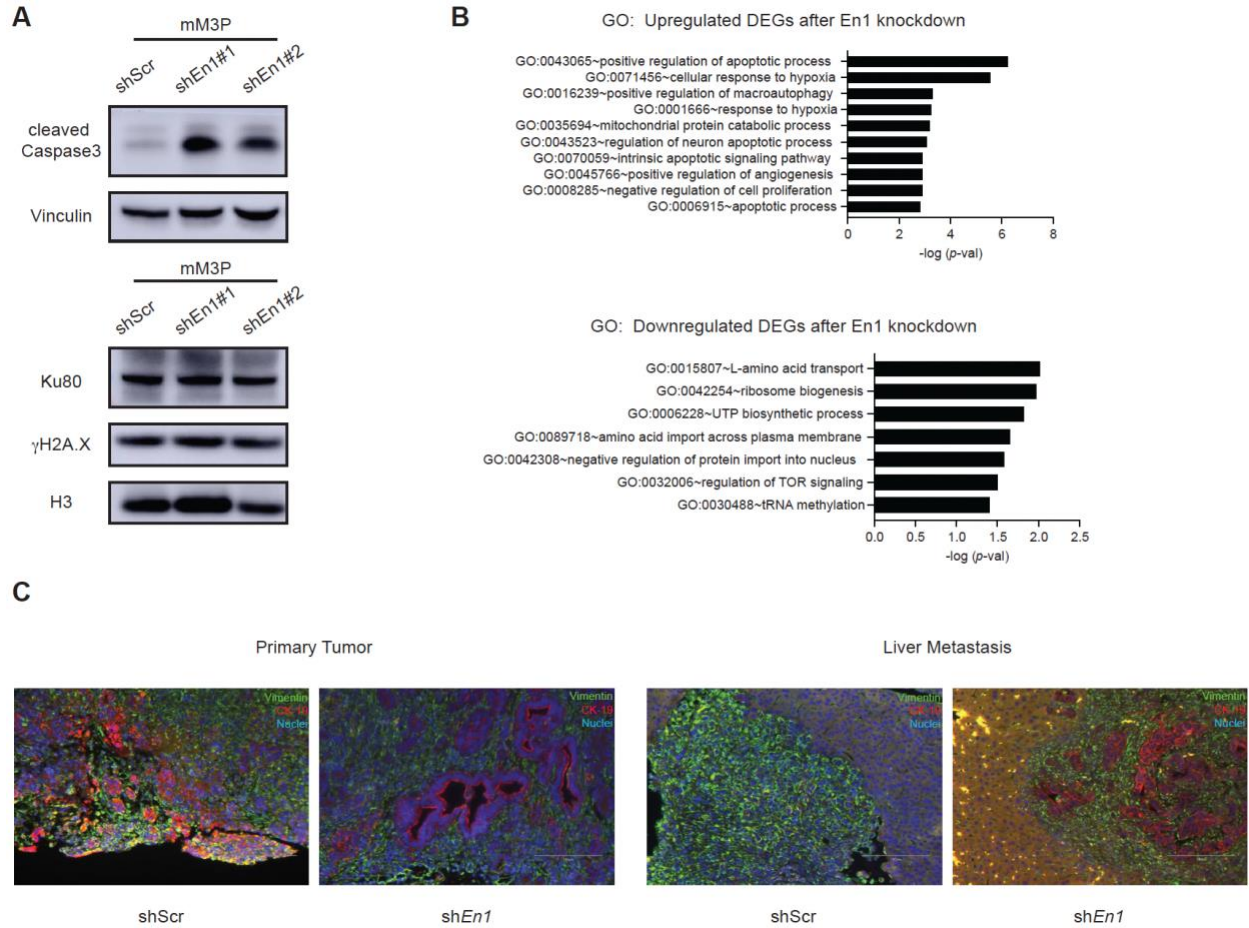 A
mM3P
shScr
shEn1#1
shEn1#2
cleaved
Caspase3
Vinculin
mM3P
shScr
shEn1#1
shEn1#2
Ku80
γH2A.X
H3
B
GO: Upregulated DEGs after En1 knockdown
GO:0043065~positive regulation of apoptotic process
GO:0071456~cellular response to hypoxia
GO:0016239~positive regulation of macroautophagy
GO:0001666~response to hypoxia
GO:0035694~mitochondrial protein catabolic process
GO:0043523~regulation of neuron apoptotic process
GO:0070059~intrinsic apoptotic signaling pathway
GO:0045766~positive regulation of angiogenesis
GO:0008285~negative regulation of cell proliferation
GO:0006915~apoptotic process
0 2 4 6 8
-log (p-val)
GO: Downregulated DEGs after En1 knockdown
GO:0015807~L-amino acid transport
GO:0042254~ribosome biogenesis
GO:0006228~UTP biosynthetic process
GO:0089718~amino acid import across plasma membrane
GO:0042308~negative regulation of protein import into nucleus
GO:0032006~regulation of TOR signaling
GO:0030488~tRNA methylation
0.0 0.5 1.0 1.5 2.0 2.5
-log (p-val)
C
Primary Tumor
Liver Metastasis
Vimentin
CK-19
Nuclei
Vimentin
CK-19
Nuclei
Vimentin
CK-19
Nuclei
Vimentin
CK-19
Nuclei
shScr
shEn1
shScr
shEn1